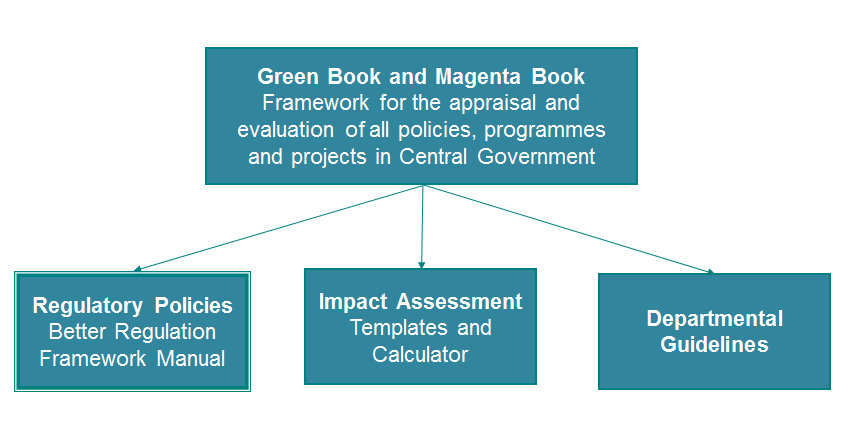 Green Book and Magenta Book
Framework for the appraisal and
evaluation of all policies, programmes
and projects in Central Government
Regulatory Policies
Better Regulation
Framework Manual
Impact Assessment
Templates and
Calculator
Departmental
Guidelines